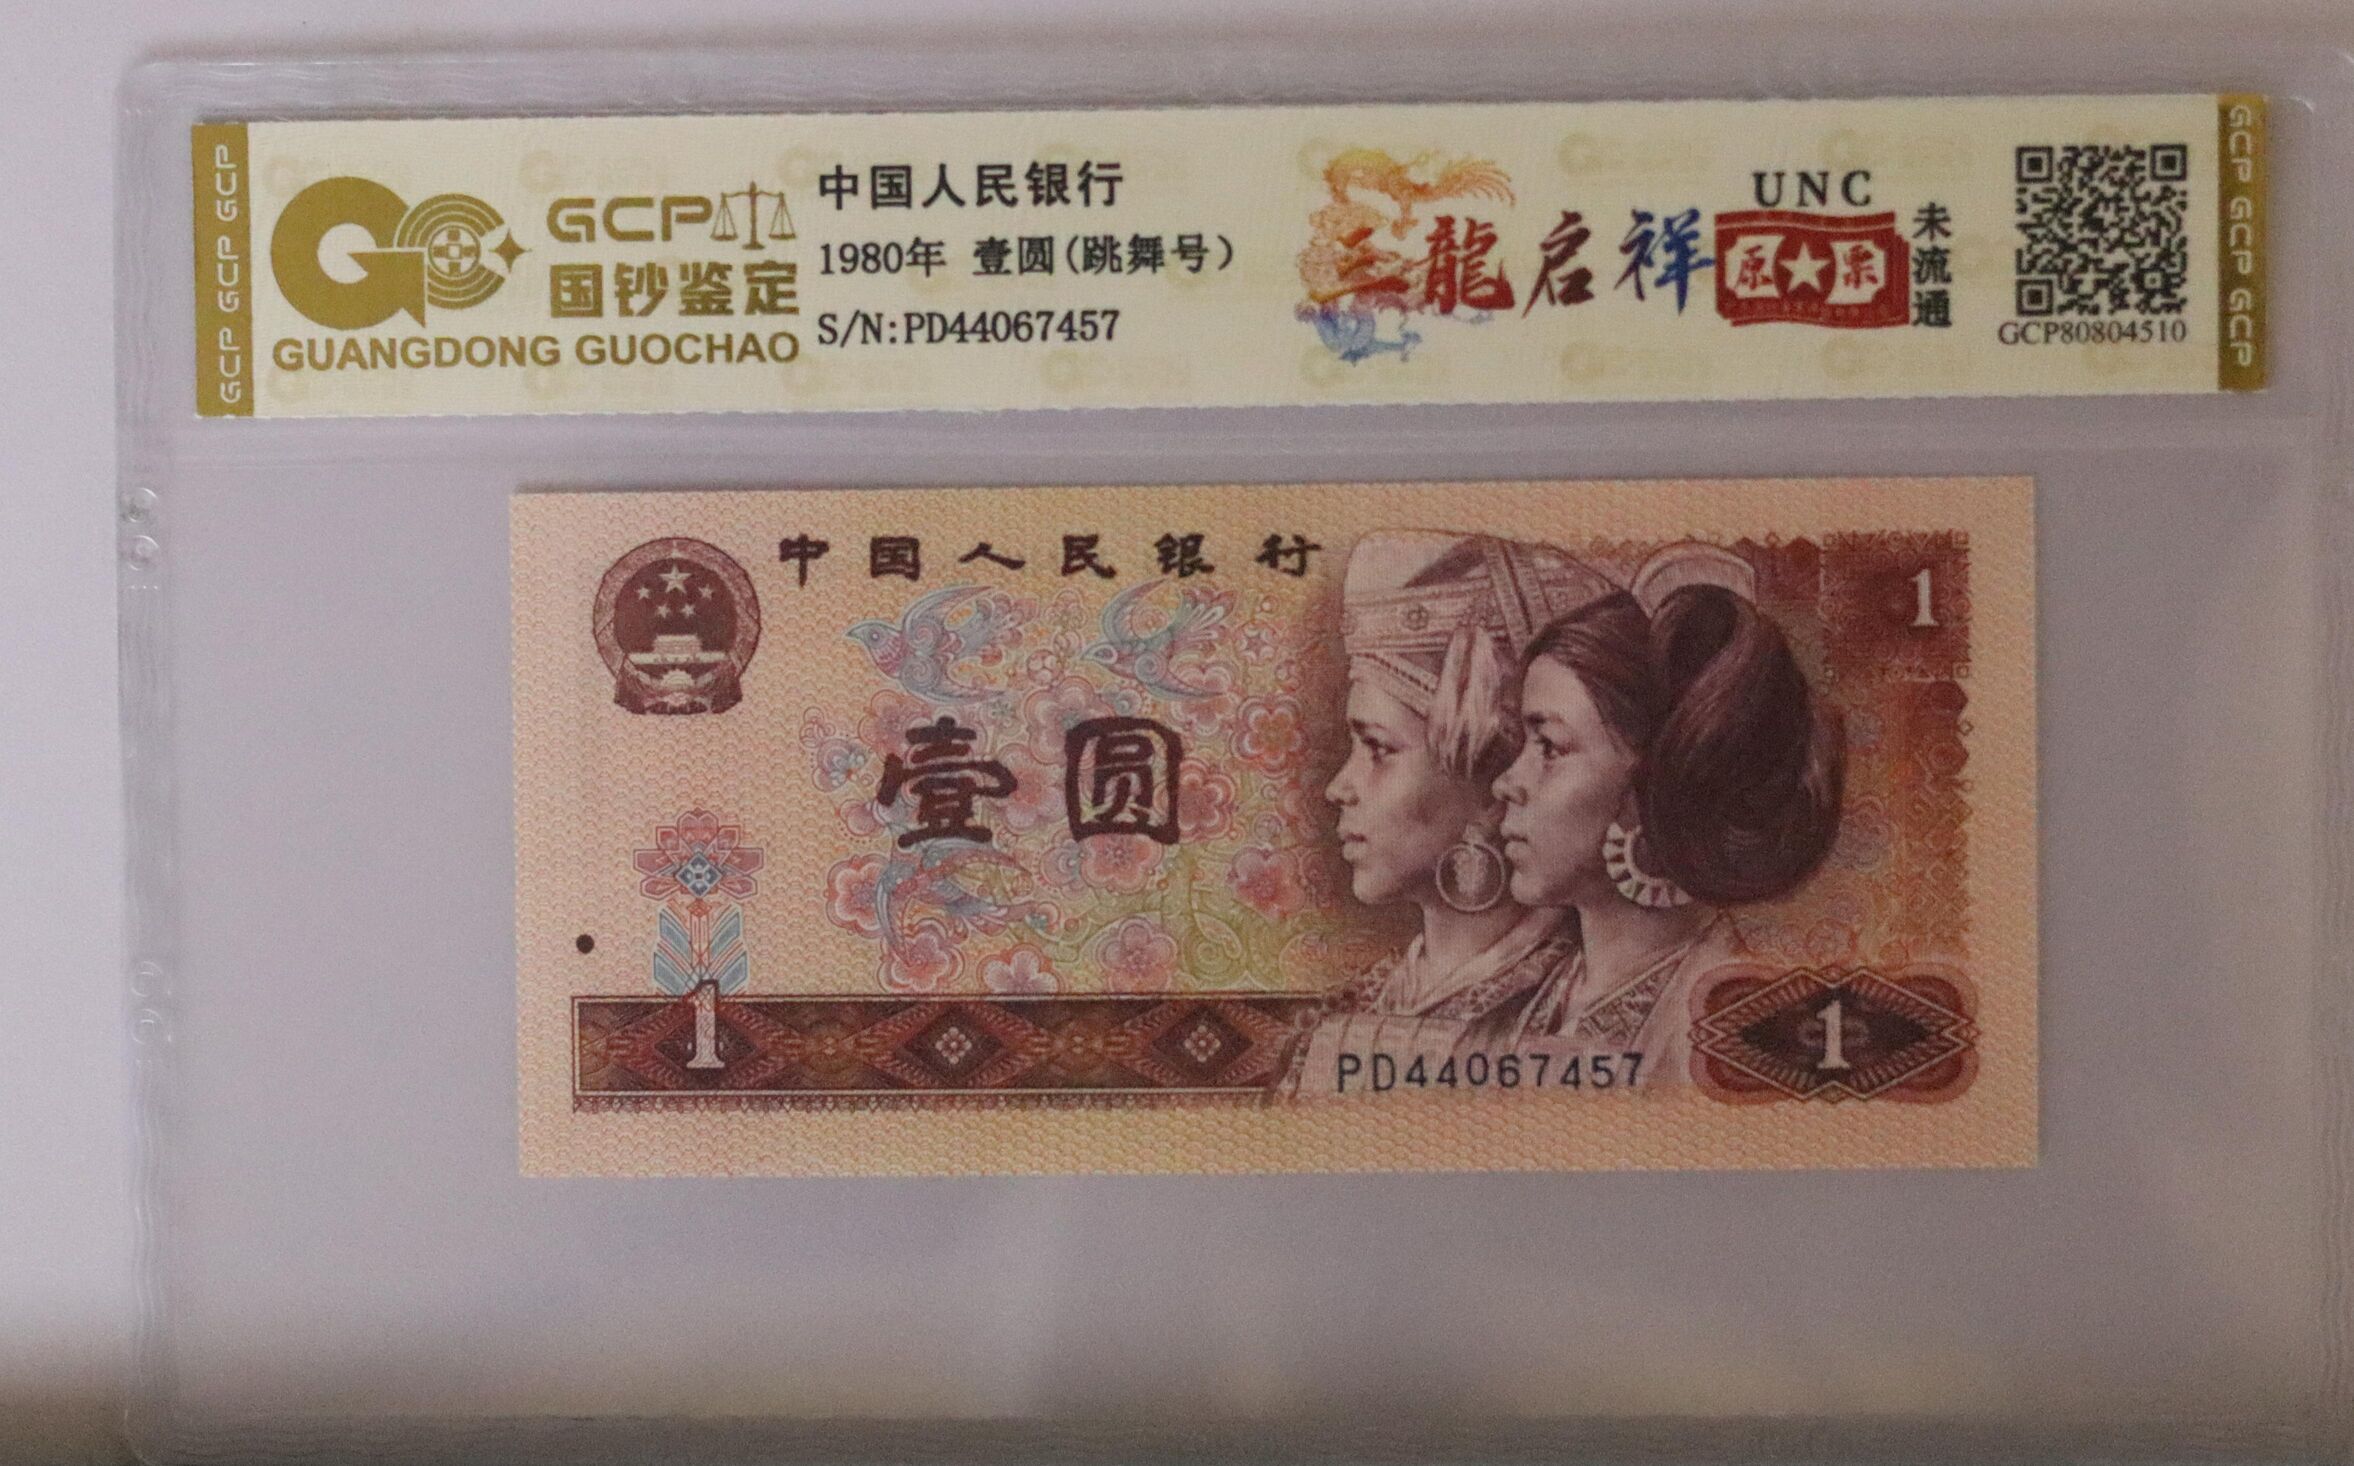 GCP GCP GCP
GCP
国钞鉴定
GUANGDONG GUOCHAO
中国人民银行
1980年 壹圆(跳舞号)
S/N:PD44067457
三龍启祥
UNC
原★票
未流通
GCP80804510
GCP GCP GCP
中国人民银行
1
壹圆
1
PD44067457
1